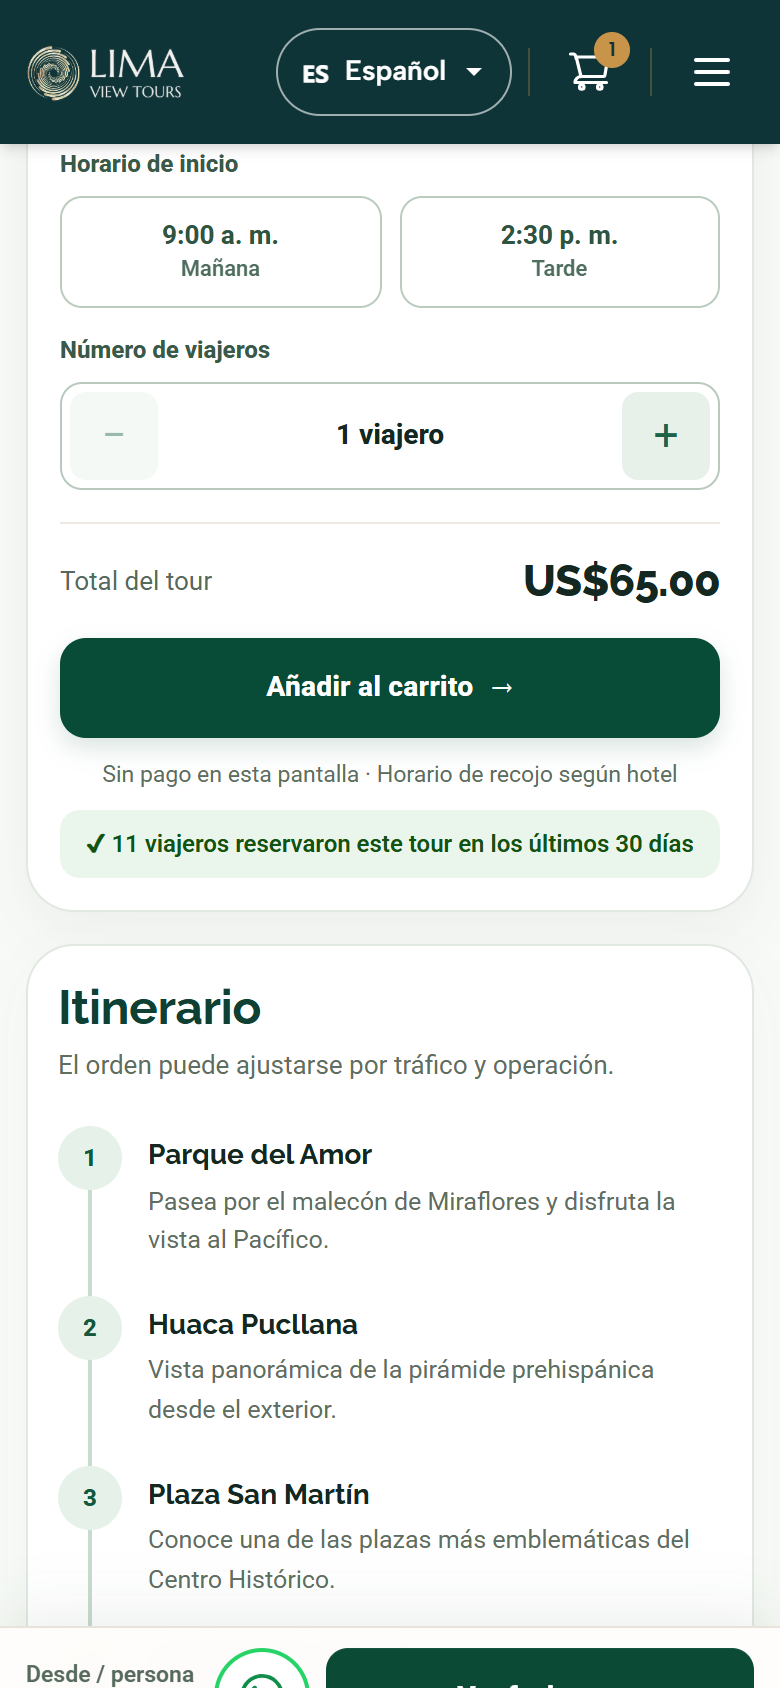 LIMA
VIEW TOURS
ES Español
1
Horario de inicio
9:00 a. m.
Mañana
2:30 p. m.
Tarde
Número de viajeros
− 1 viajero +
Total del tour US$65.00
Añadir al carrito →
Sin pago en esta pantalla · Horario de recojo según hotel
✔ 11 viajeros reservaron este tour en los últimos 30 días
Itinerario
El orden puede ajustarse por tráfico y operación.
1 Parque del Amor
Pasea por el malecón de Miraflores y disfruta la
vista al Pacífico.
2 Huaca Pucllana
Vista panorámica de la pirámide prehispánica
desde el exterior.
3 Plaza San Martín
Conoce una de las plazas más emblemáticas del
Centro Histórico.
Desde / persona